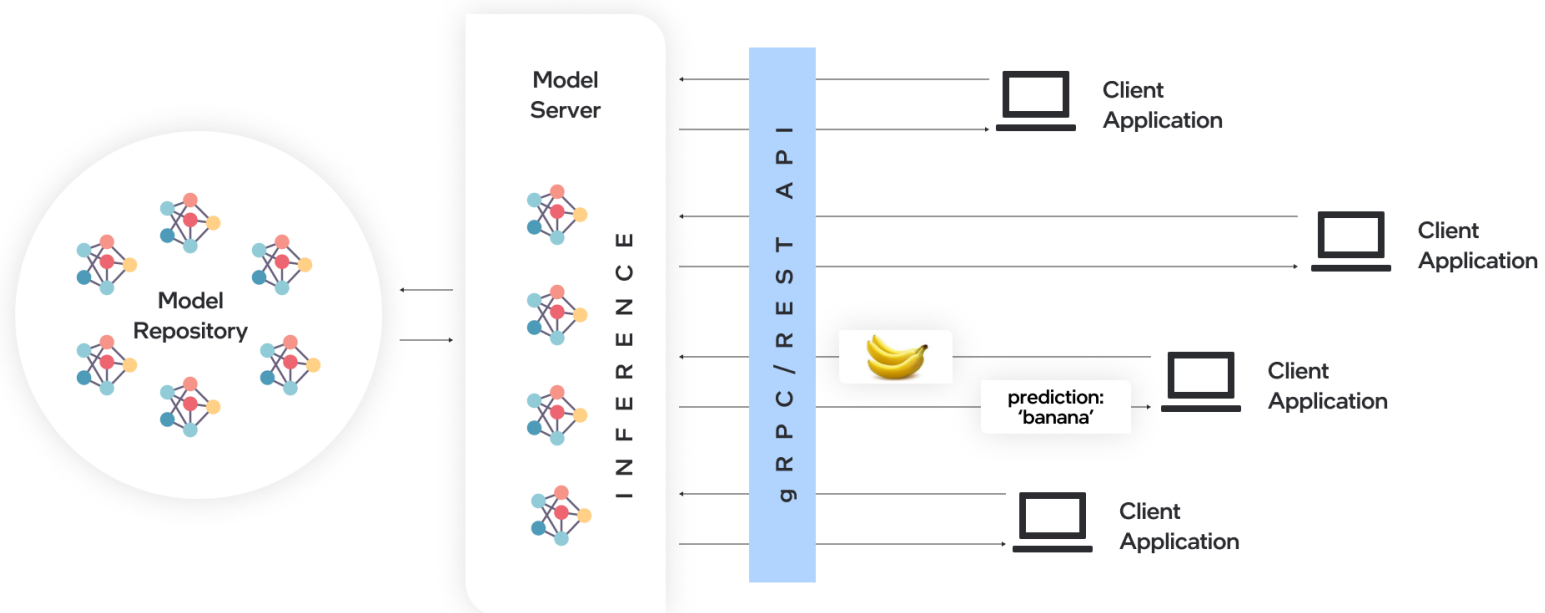 Model
Repository
Model
Server
INFERENCE
gRPC/REST API
Client
Application
Client
Application
prediction:
‘banana’
Client
Application
Client
Application